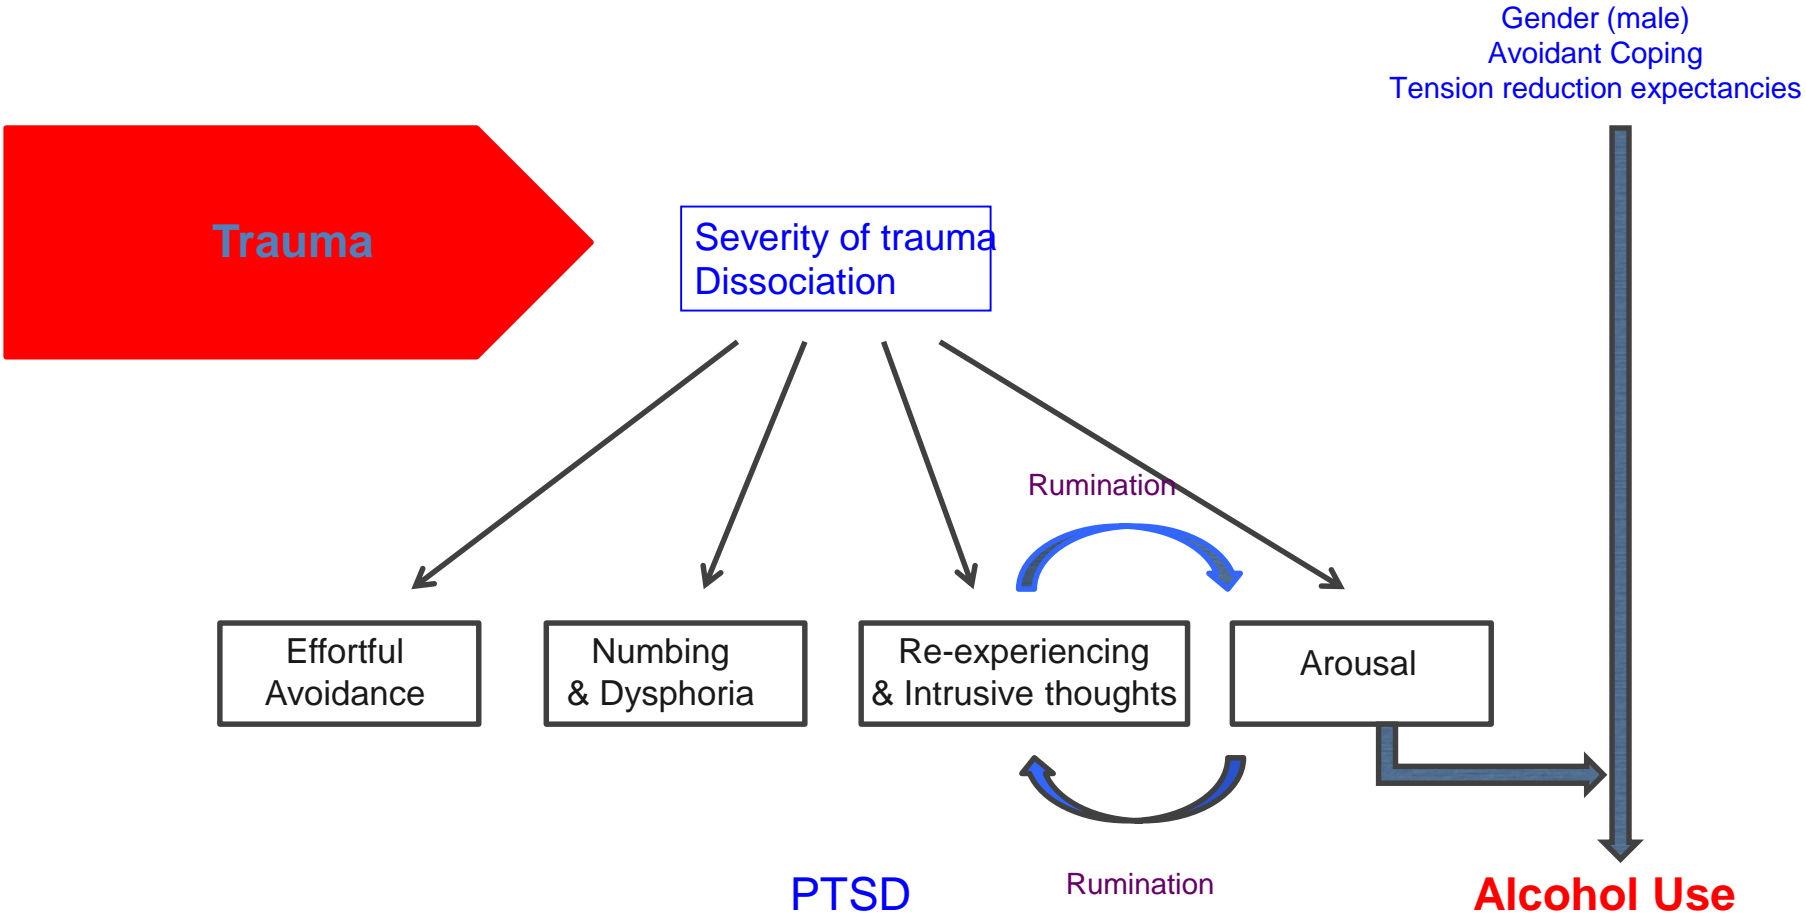 Gender (male)
Avoidant Coping
Tension reduction expectancies
Trauma
Severity of trauma
Dissociation
Rumination
Effortful
Avoidance
Numbing
& Dysphoria
Re-experiencing
& Intrusive thoughts
Arousal
PTSD
Rumination
Alcohol Use